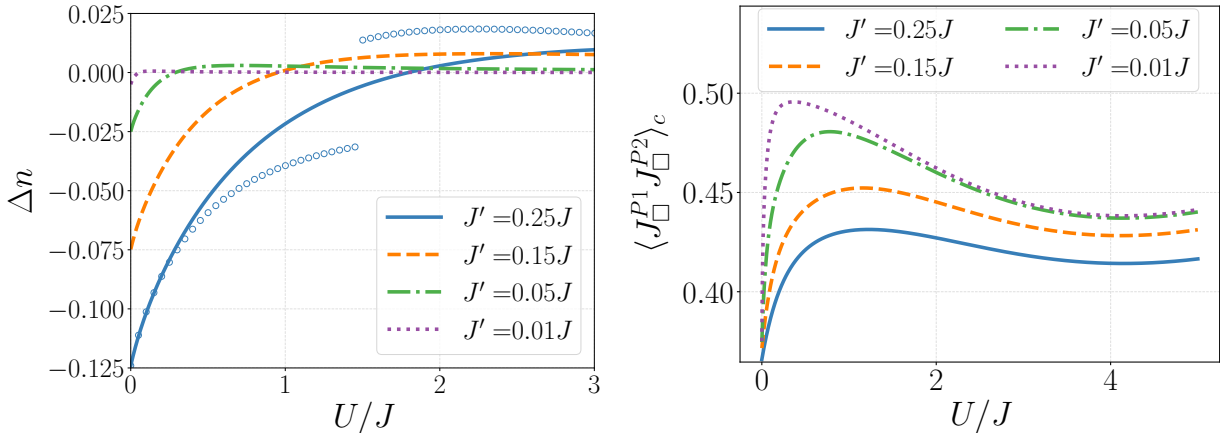 0.025
0.000
−0.025
−0.050
−0.075
−0.100
−0.125
Δn
0
1
2
3
U/J
J′ =0.25J
J′ =0.15J
J′ =0.05J
J′ =0.01J
J′ =0.25J
J′ =0.15J
J′ =0.05J
J′ =0.01J
0.50
0.45
0.40
⟨J□^{P1} J□^{P2}⟩_c
0
2
4
U/J